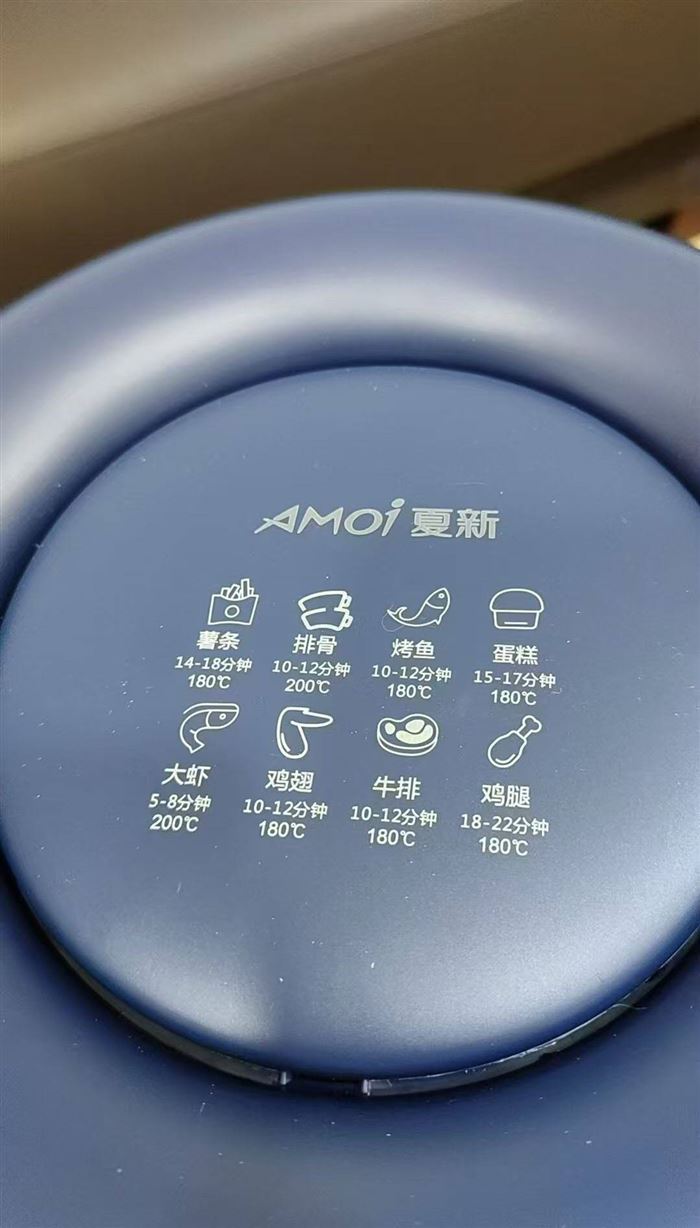 AMOi 夏新
薯条 排骨 烤鱼 蛋糕
14-18分钟 10-12分钟 10-12分钟 15-17分钟
180℃ 200℃ 180℃ 180℃
大虾 鸡翅 牛排 鸡腿
5-8分钟 10-12分钟 10-12分钟 18-22分钟
200℃ 180℃ 180℃ 180℃